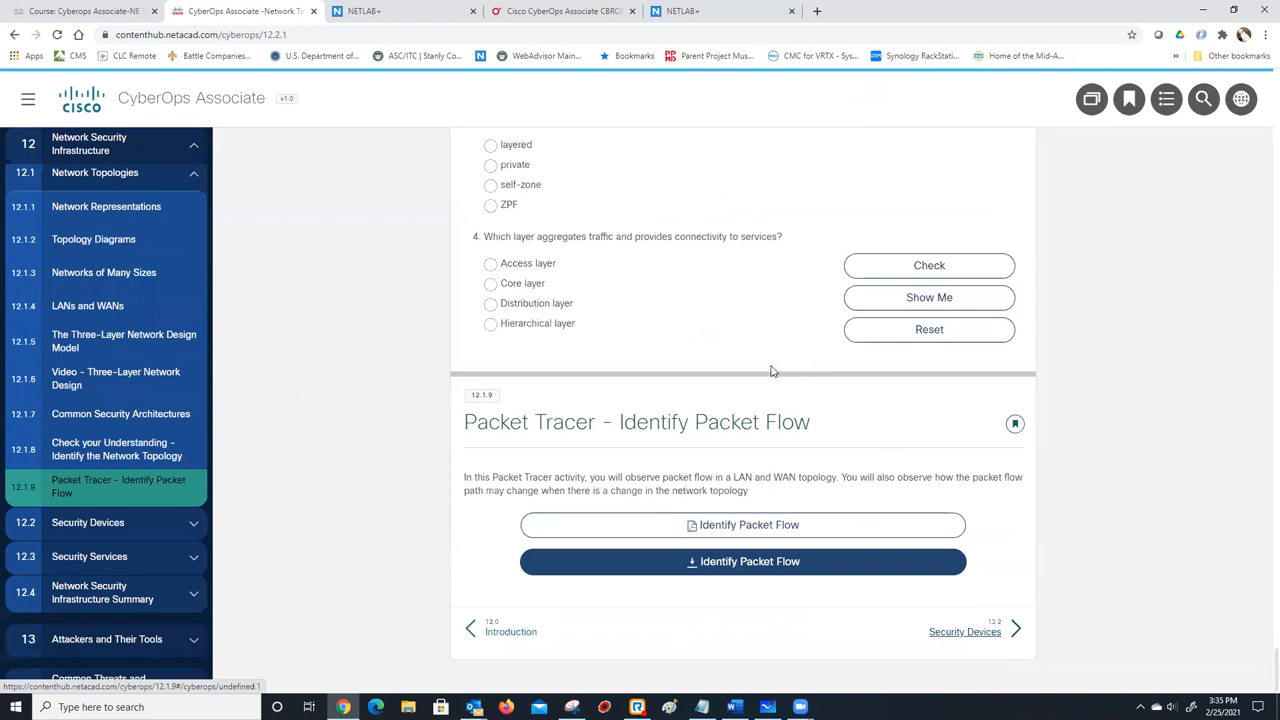 Course: Cyberops Associate-NE S
CyberOps Associate -Network To
NETLAB+
Cisco CyberOps Associate CBROP
NETLAB+
contenthub.netacad.com/cyberops/12.2.1
Apps
CMS
CLC Remote
Battle Companies...
U.S. Department of...
ASC/ITC | Stanly Co...
WebAdvisor Main...
Bookmarks
Parent Project Mus...
CMC for VRTX - Sys...
Synology RackStati...
Home of the Mid-A...
Other bookmarks
CISCO
CyberOps Associate
v1.0
12
Network Security
Infrastructure
12.1
Network Topologies
12.1.1
Network Representations
12.1.2
Topology Diagrams
12.1.3
Networks of Many Sizes
12.1.4
LANs and WANs
12.1.5
The Three-Layer Network Design
Model
12.1.6
Video - Three-Layer Network
Design
12.1.7
Common Security Architectures
12.1.8
Check your Understanding -
Identify the Network Topology
12.1.9
Packet Tracer - Identify Packet
Flow
12.2
Security Devices
12.3
Security Services
12.4
Network Security
Infrastructure Summary
13
Attackers and Their Tools
Common Threats and
layered
private
self-zone
ZPF
4. Which layer aggregates traffic and provides connectivity to services?
Access layer
Core layer
Distribution layer
Hierarchical layer
Check
Show Me
Reset
12.1.9
Packet Tracer - Identify Packet Flow
In this Packet Tracer activity, you will observe packet flow in a LAN and WAN topology. You will also observe how the packet flow
path may change when there is a change in the network topology
Identify Packet Flow
Identify Packet Flow
12.0
Introduction
12.2
Security Devices
https://contenthub.netacad.com/cyberops/12.1.9#/cyberops/undefined.1
Type here to search
3:35 PM
2/25/2021